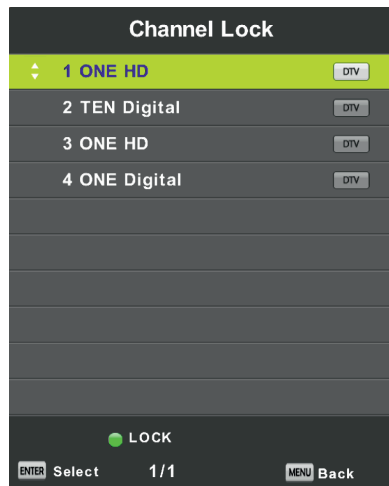 Channel Lock
1 ONE HD DTV
2 TEN Digital DTV
3 ONE HD DTV
4 ONE Digital DTV
LOCK
ENTER Select 1/1 MENU Back